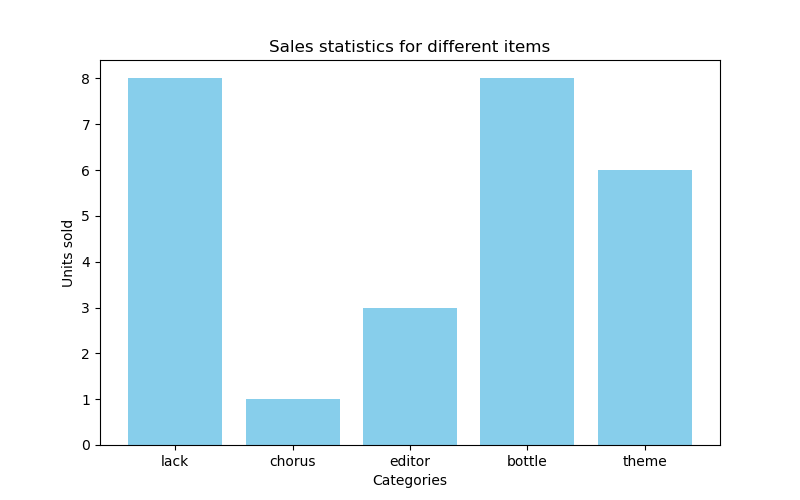 Sales statistics for different items
Units sold
8
7
6
5
4
3
2
1
0
lack chorus editor bottle theme
Categories